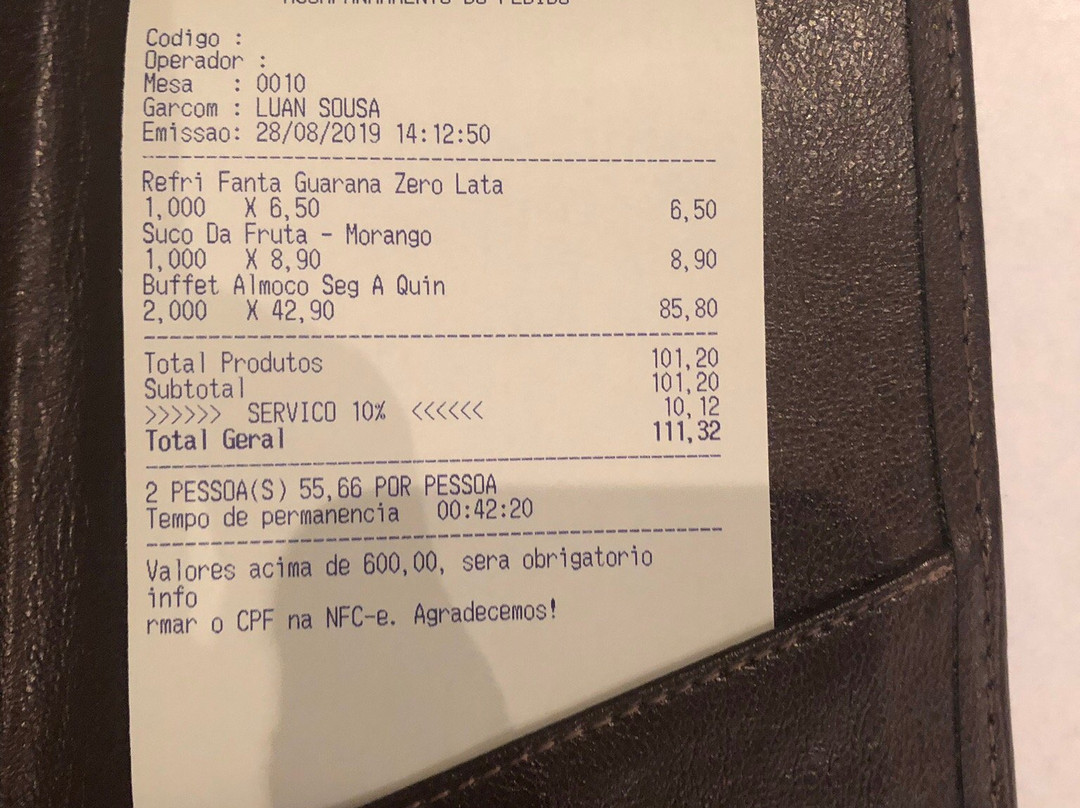 ACOMPANHAMENTO DO PEDIDO
Codigo :
Operador :
Mesa : 0010
Garcom : LUAN SOUSA
Emissao: 28/08/2019 14:12:50
Refri Fanta Guarana Zero Lata
1,000 X 6,50 6,50
Suco Da Fruta - Morango
1,000 X 8,90 8,90
Buffet Almoco Seg A Quin
2,000 X 42,90 85,80
Total Produtos 101,20
Subtotal 101,20
>>>>>> SERVICO 10% <<<<<< 10,12
Total Geral 111,32
2 PESSOA(S) 55,66 POR PESSOA
Tempo de permanencia 00:42:20
Valores acima de 600,00, sera obrigatorio
info
rmar o CPF na NFC-e. Agradecemos!